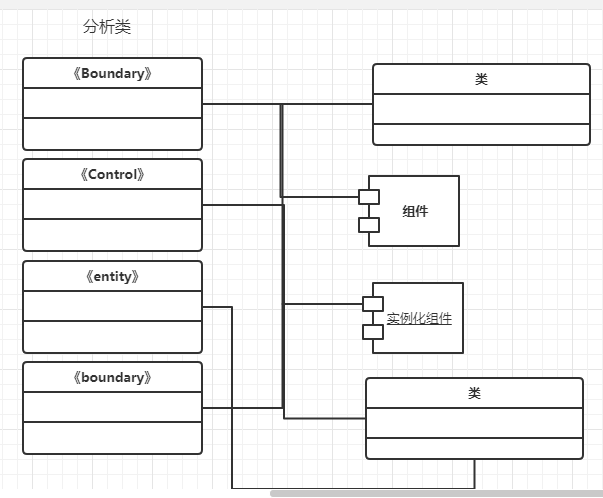 分析类
《Boundary》
类
《Control》
组件
《entity》
实例化组件
《boundary》
类